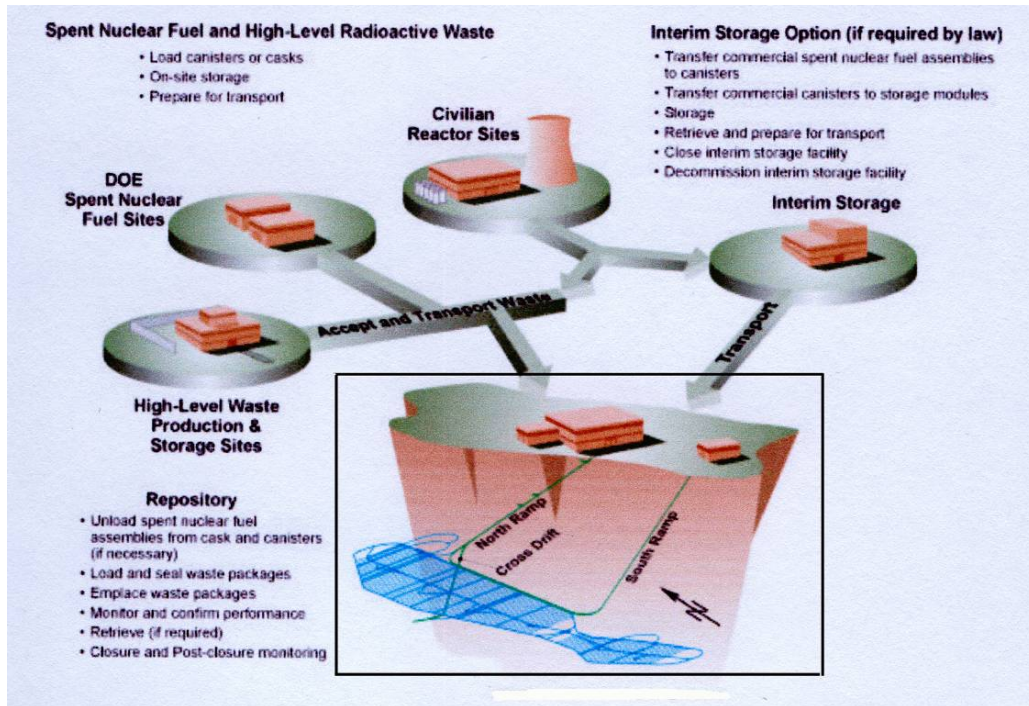 Spent Nuclear Fuel and High-Level Radioactive Waste
• Load canisters or casks
• On-site storage
• Prepare for transport
Interim Storage Option (if required by law)
• Transfer commercial spent nuclear fuel assemblies
to canisters
• Transfer commercial canisters to storage modules
• Storage
• Retrieve and prepare for transport
• Close interim storage facility
• Decommission interim storage facility
Civilian
Reactor Sites
DOE
Spent Nuclear
Fuel Sites
Interim Storage
Accept and Transport Waste
Transport
High-Level Waste
Production &
Storage Sites
Repository
• Unload spent nuclear fuel
assemblies from cask and canisters
(if necessary)
• Load and seal waste packages
• Emplace waste packages
• Monitor and confirm performance
• Retrieve (if required)
• Closure and Post-closure monitoring
North Ramp
Cross Drift
South Ramp
N